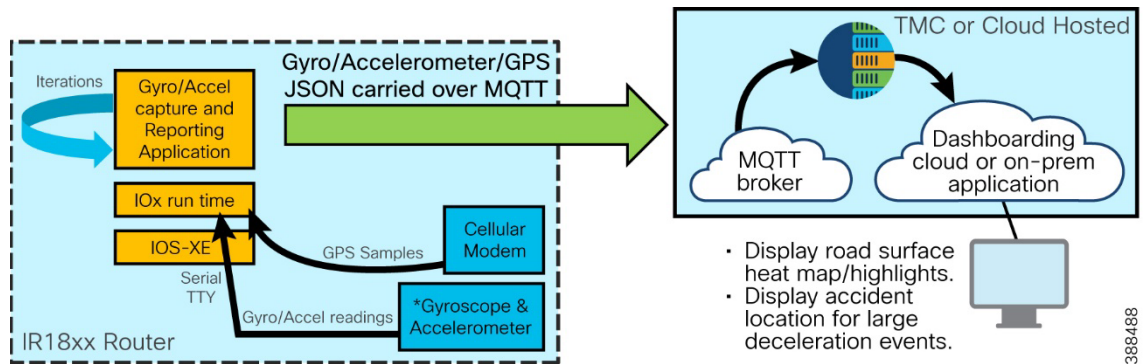 Iterations
Gyro/Accel
capture and
Reporting
Application
IOx run time
IOS-XE
Serial
TTY
GPS Samples
Gyro/Accel readings
Cellular
Modem
*Gyroscope &
Accelerometer
IR18xx Router
Gyro/Accelerometer/GPS
JSON carried over MQTT
TMC or Cloud Hosted
MQTT
broker
Dashboarding
cloud or on-prem
application
· Display road surface
heat map/highlights.
· Display accident
location for large
deceleration events.
388488